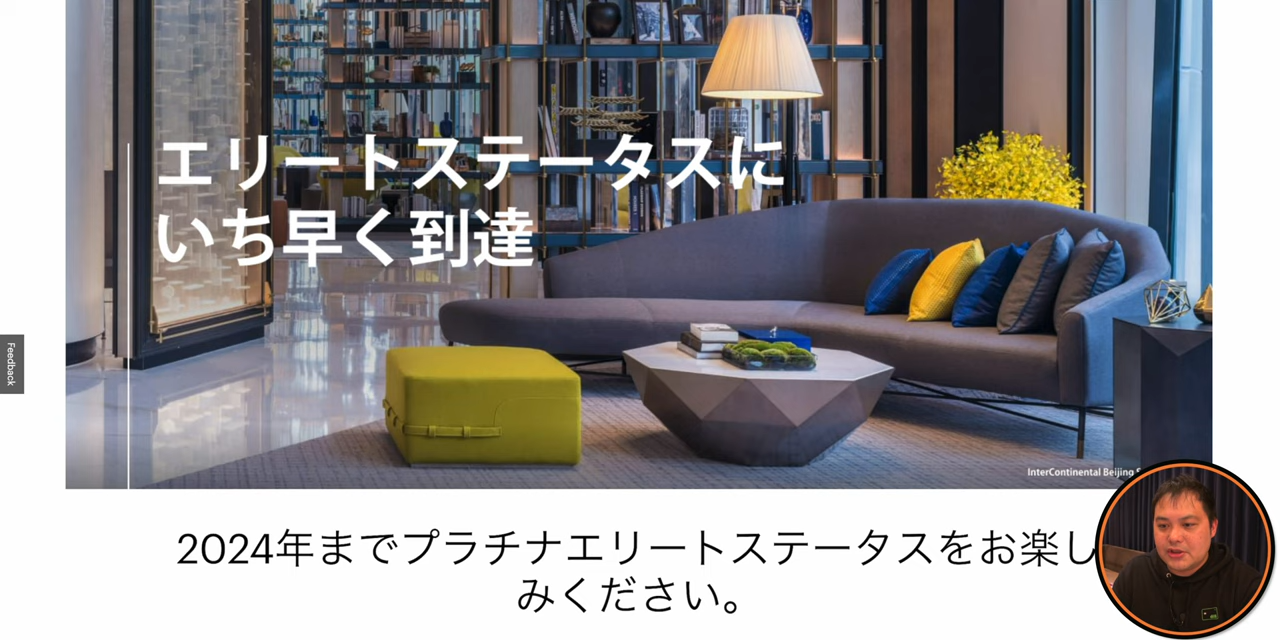 エリートステータスに
いち早く到達
Feedback
InterContinental Beijing
2024年までプラチナエリートステータスをお楽し
みください。